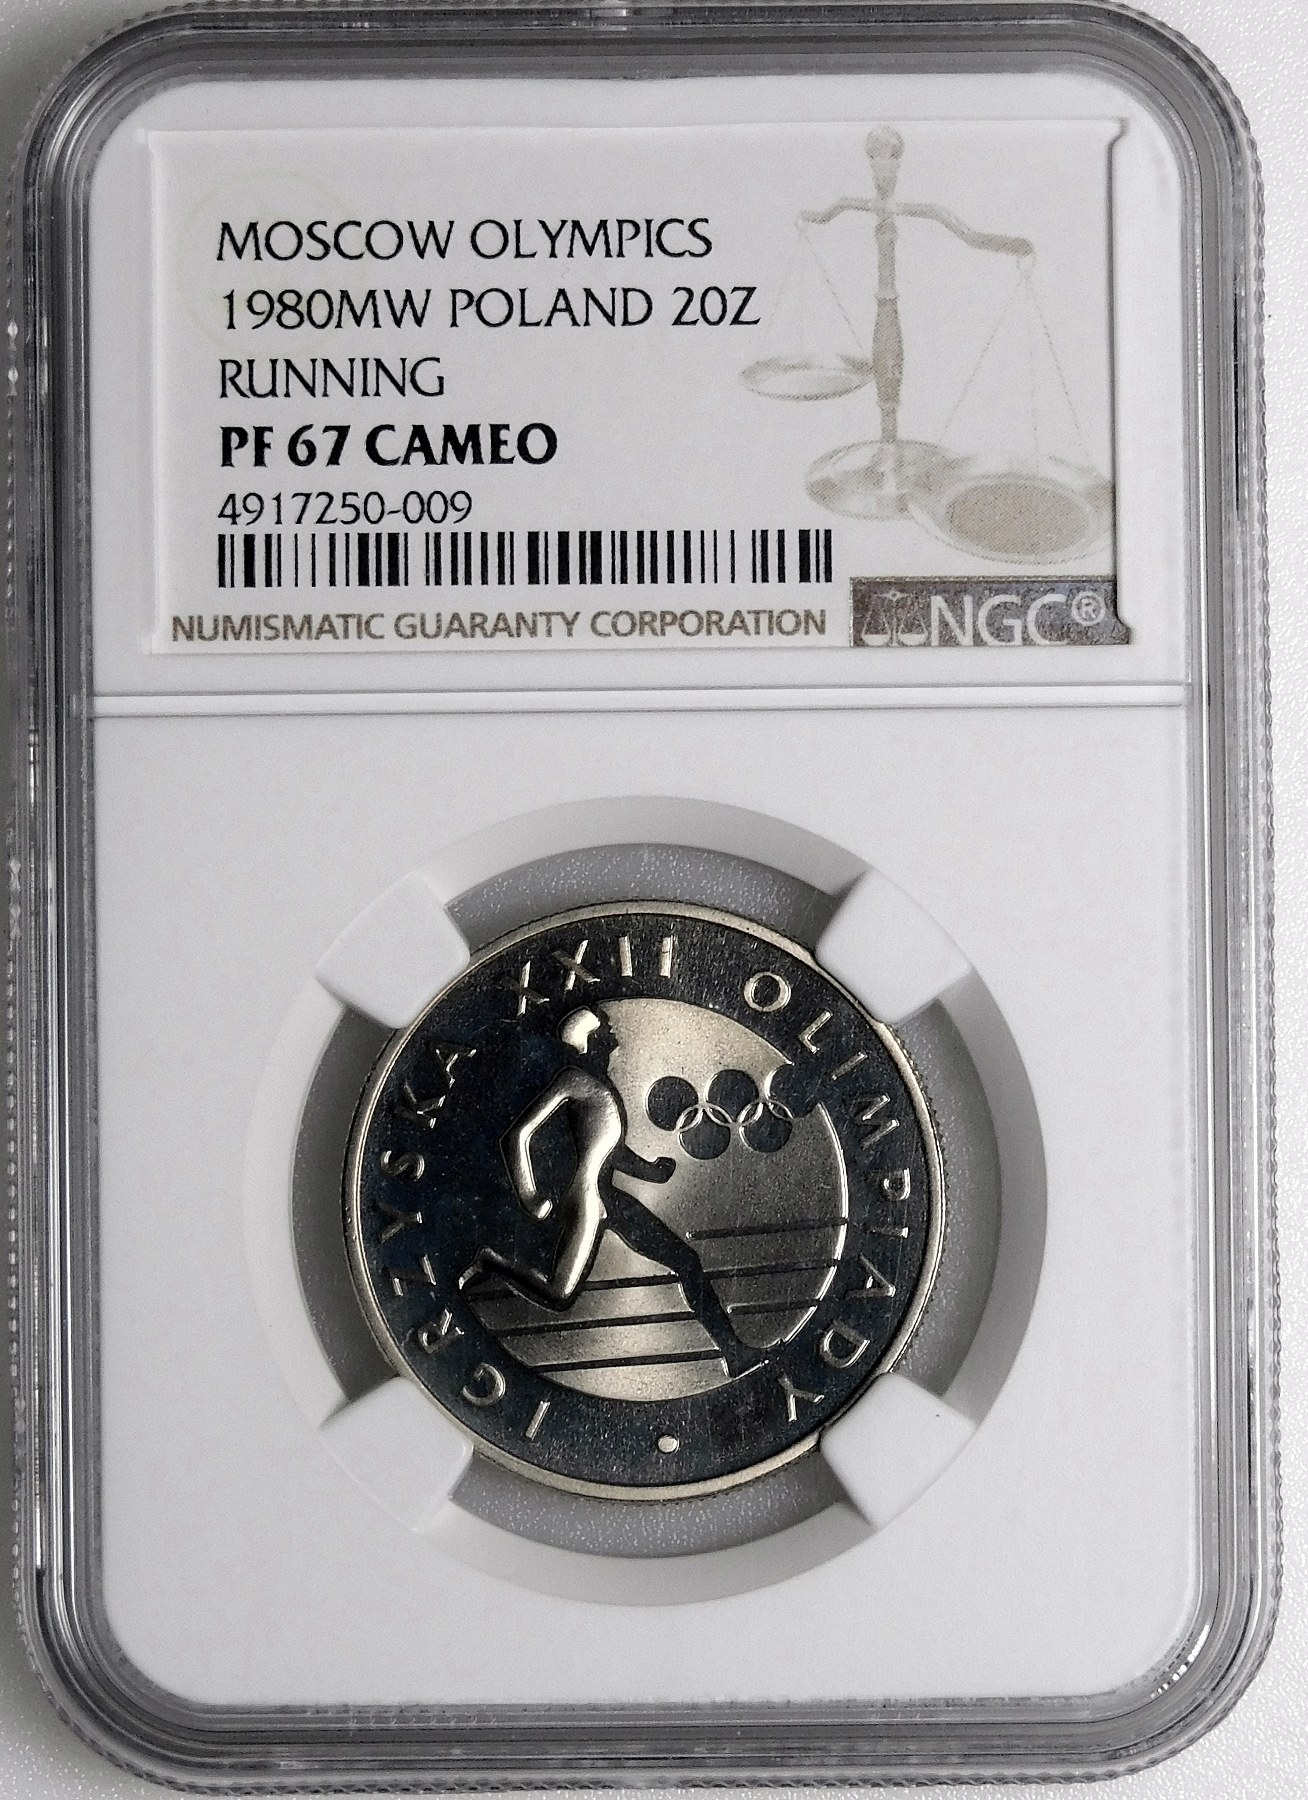 MOSCOW OLYMPICS
1980MW POLAND 20Z
RUNNING
PF 67 CAMEO
4917250-009
NUMISMATIC GUARANTY CORPORATION
NGC®
IGRZYSKA XXII OLIMPIADY •